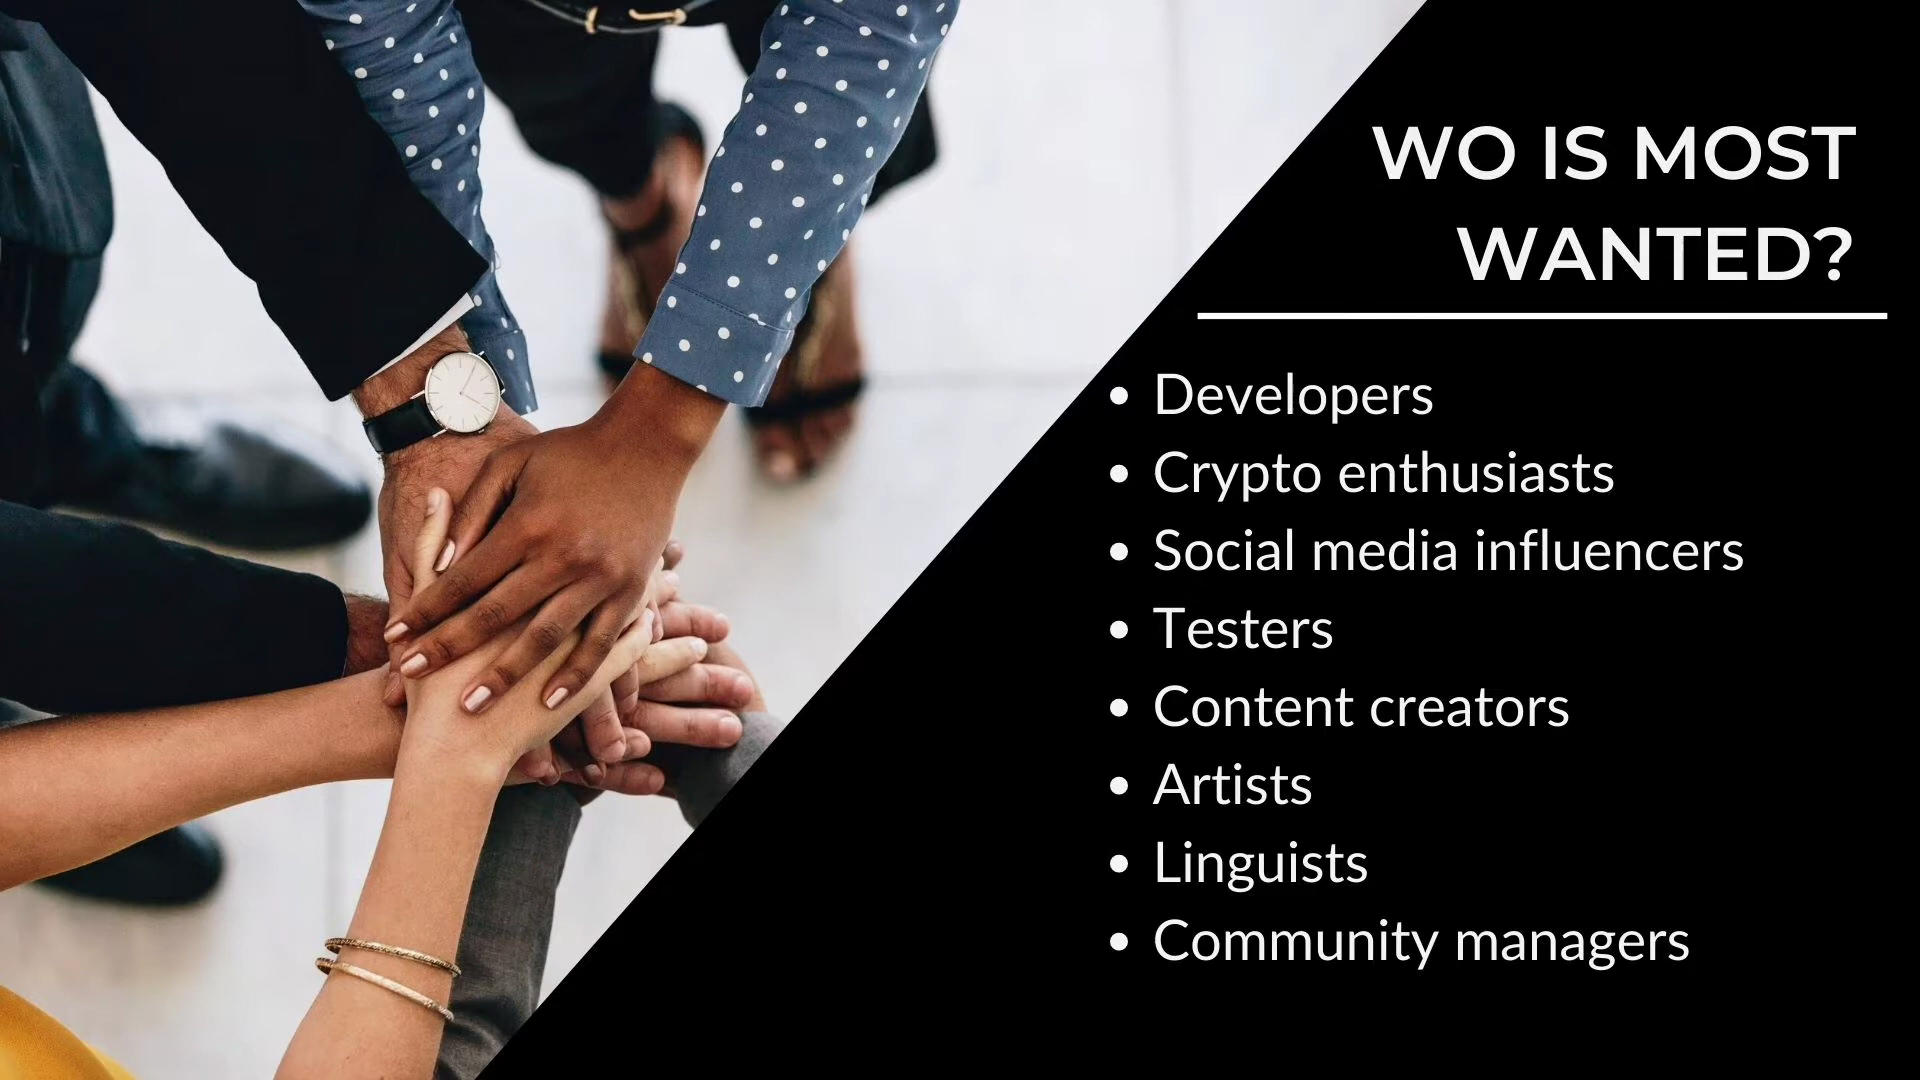 WO IS MOST
WANTED?
• Developers
• Crypto enthusiasts
• Social media influencers
• Testers
• Content creators
• Artists
• Linguists
• Community managers